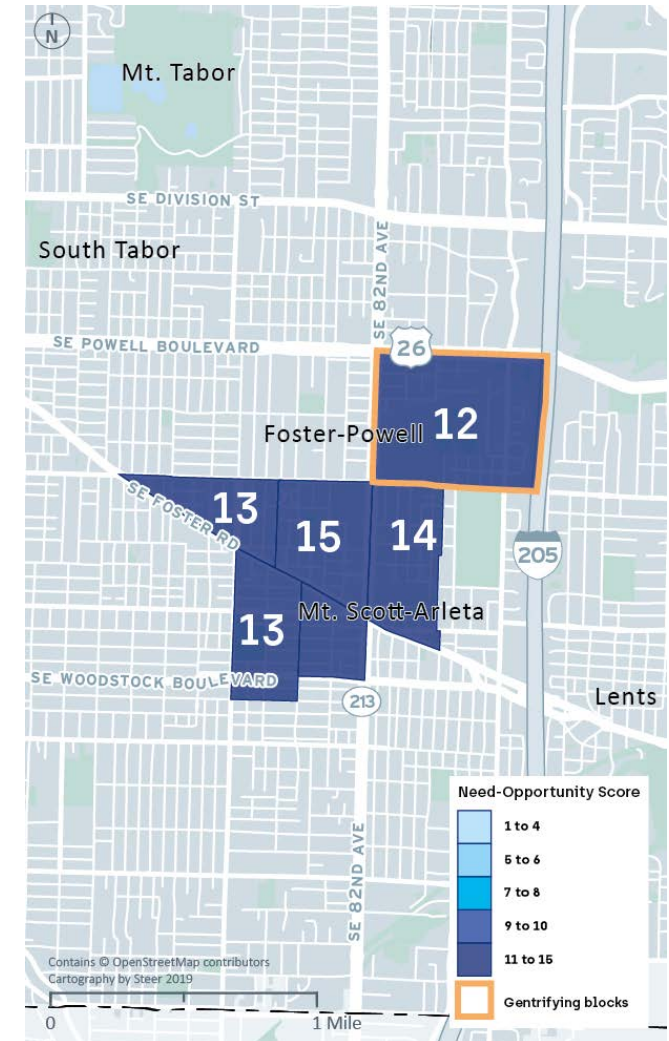 N
Mt. Tabor
SE DIVISION ST
South Tabor
SE 82ND AVE
SE POWELL BOULEVARD
26
Foster-Powell
12
SE FOSTER RD
13
15
14
205
13
Mt. Scott-Arleta
SE WOODSTOCK BOULEVARD
213
Lents
SE 82ND AVE
Need-Opportunity Score
1 to 4
5 to 6
7 to 8
9 to 10
11 to 15
Gentrifying blocks
Contains © OpenStreetMap contributors
Cartography by Steer 2019
0
1 Mile